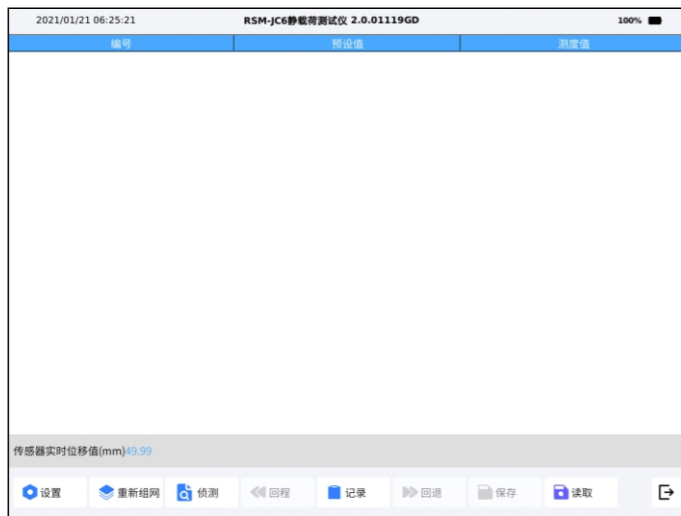 2021/01/21 06:25:21 RSM-JC6静载荷测试仪 2.0.01119GD 100%
编号 预设值 测度值
传感器实时位移值(mm)49.99
设置 重新组网 侦测 回程 记录 回退 保存 读取